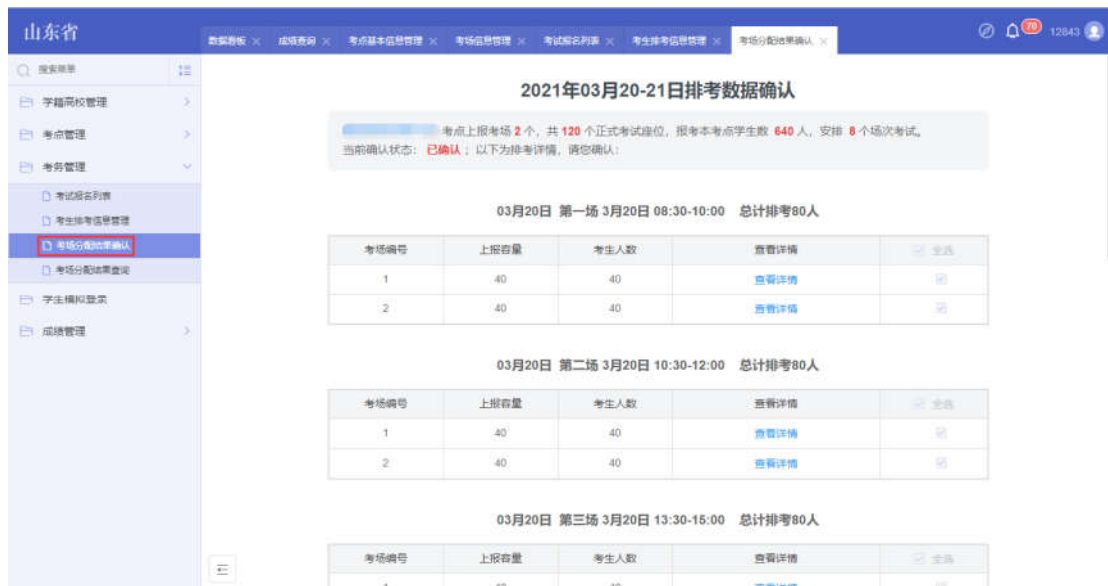 山东省
数据看板
成绩查询
考点基本信息管理
考场信息管理
考试报名列表
考生排考信息管理
考场分配结果确认
70
12843
搜索菜单
学籍高校管理
考点管理
考务管理
考试报名列表
考生排考信息管理
考场分配结果确认
考场分配结果查询
学生模拟登录
成绩管理
2021年03月20-21日排考数据确认
考点上报考场 2 个，共 120 个正式考试座位，报考本考点学生数 640 人，安排 8 个场次考试。
当前确认状态： 已确认 ；以下为排考详情，请您确认：
03月20日 第一场 3月20日 08:30-10:00 总计排考80人
考场编号 上报容量 考生人数 查看详情 全选
1 40 40 查看详情
2 40 40 查看详情
03月20日 第二场 3月20日 10:30-12:00 总计排考80人
考场编号 上报容量 考生人数 查看详情 全选
1 40 40 查看详情
2 40 40 查看详情
03月20日 第三场 3月20日 13:30-15:00 总计排考80人
考场编号 上报容量 考生人数 查看详情 全选